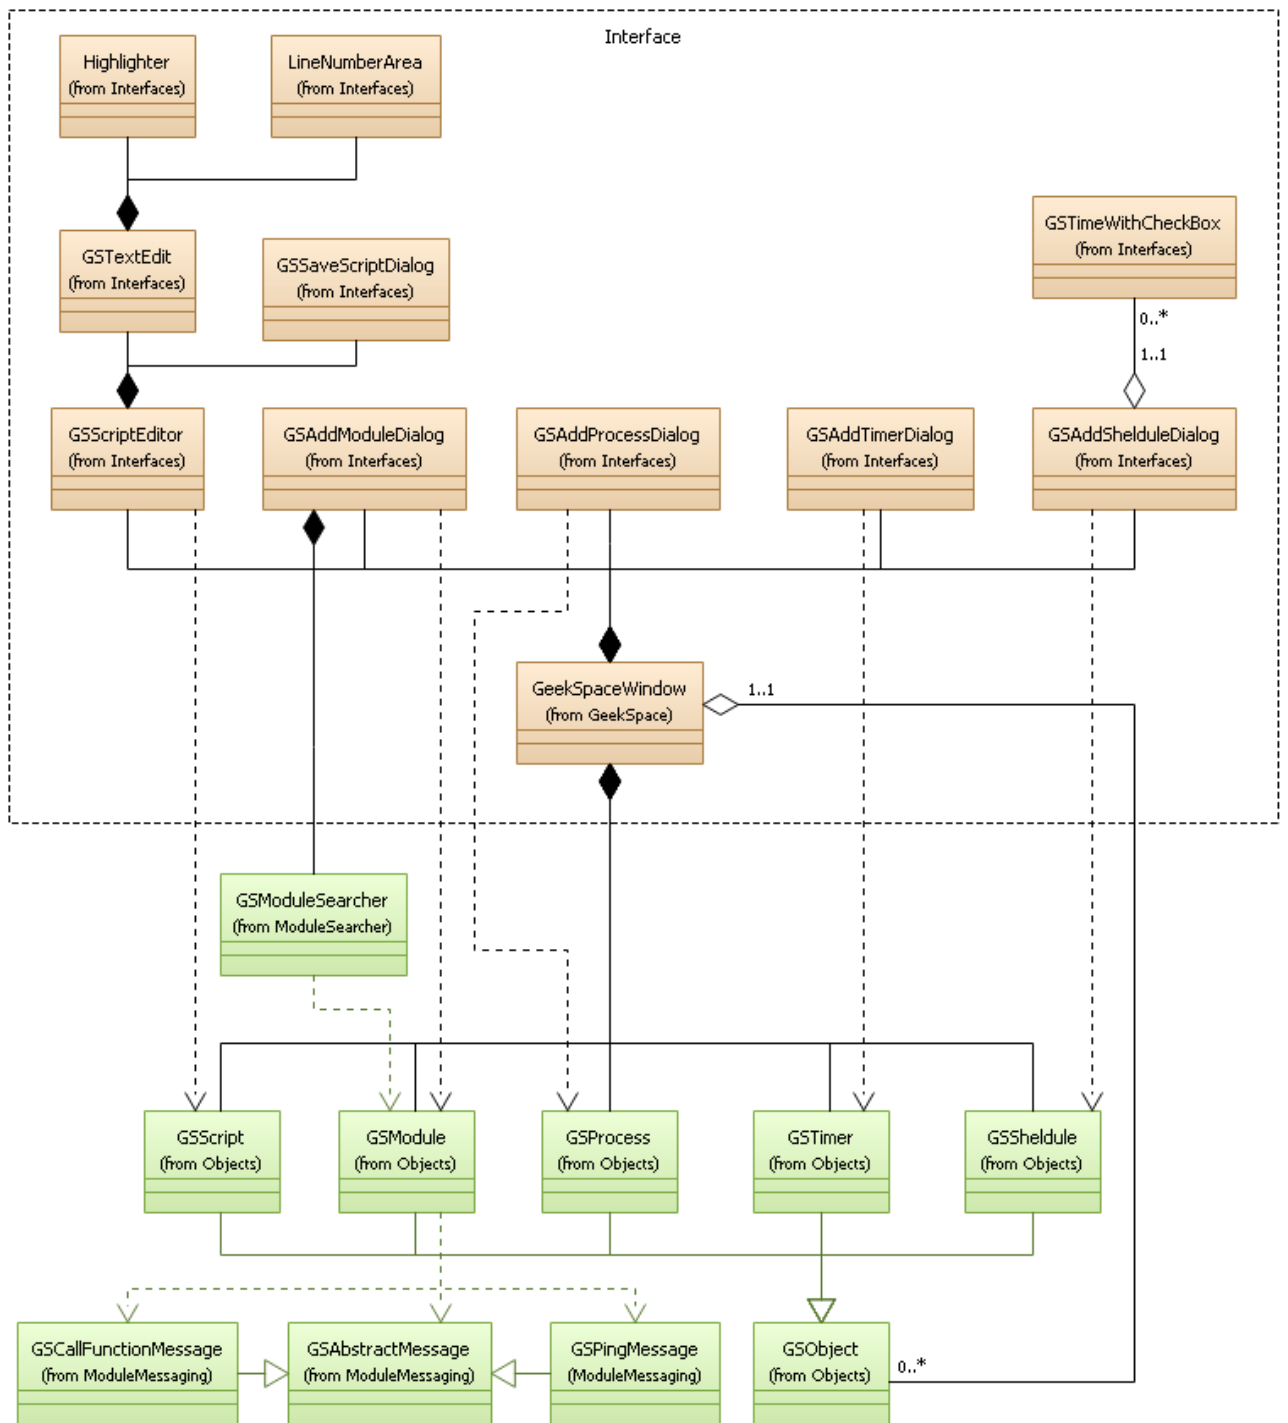 Interface
Highlighter
(from Interfaces)
LineNumberArea
(from Interfaces)
GSTextEdit
(from Interfaces)
GSSaveScriptDialog
(from Interfaces)
GSTimeWithCheckBox
(from Interfaces)
0..*
1..1
GSScriptEditor
(from Interfaces)
GSAddModuleDialog
(from Interfaces)
GSAddProcessDialog
(from Interfaces)
GSAddTimerDialog
(from Interfaces)
GSAddShelduleDialog
(from Interfaces)
GeekSpaceWindow
(from GeekSpace)
1..1
GSModuleSearcher
(from ModuleSearcher)
GSScript
(from Objects)
GSModule
(from Objects)
GSProcess
(from Objects)
GSTimer
(from Objects)
GSSheldule
(from Objects)
GSCallFunctionMessage
(from ModuleMessaging)
GSAbstractMessage
(from ModuleMessaging)
GSPingMessage
(ModuleMessaging)
GSObject
(from Objects)
0..*